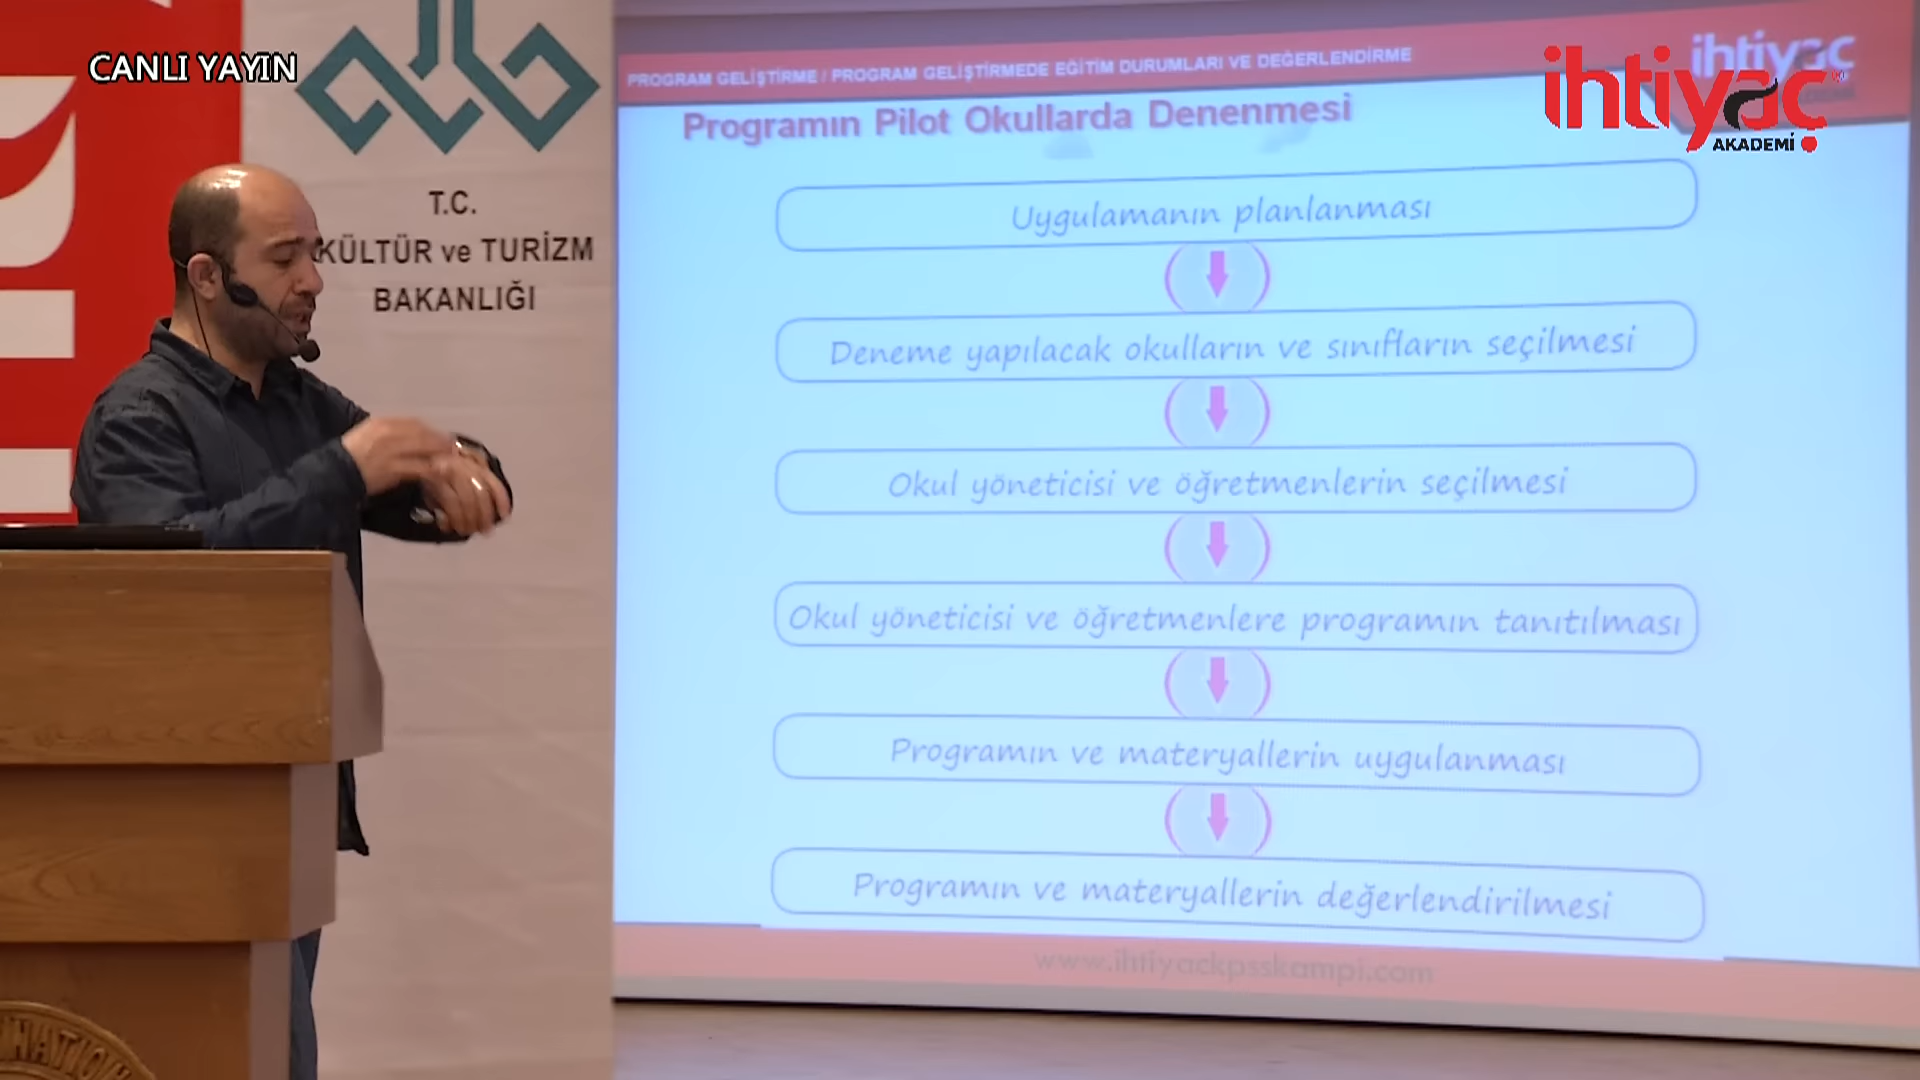 CANLI YAYIN
T.C.
KÜLTÜR ve TURİZM
BAKANLIĞI
PROGRAM GELİŞTİRME / PROGRAM GELİŞTİRMEDE EĞİTİM DURUMLARI VE DEĞERLENDİRME
ihtiyaç
ihtiyaç
AKADEMİ
Programın Pilot Okullarda Denenmesi
Uygulamanın planlanması
Deneme yapılacak okulların ve sınıfların seçilmesi
Okul yöneticisi ve öğretmenlerin seçilmesi
Okul yöneticisi ve öğretmenlere programın tanıtılması
Programın ve materyallerin uygulanması
Programın ve materyallerin değerlendirilmesi
www.ihtiyackpsskampi.com